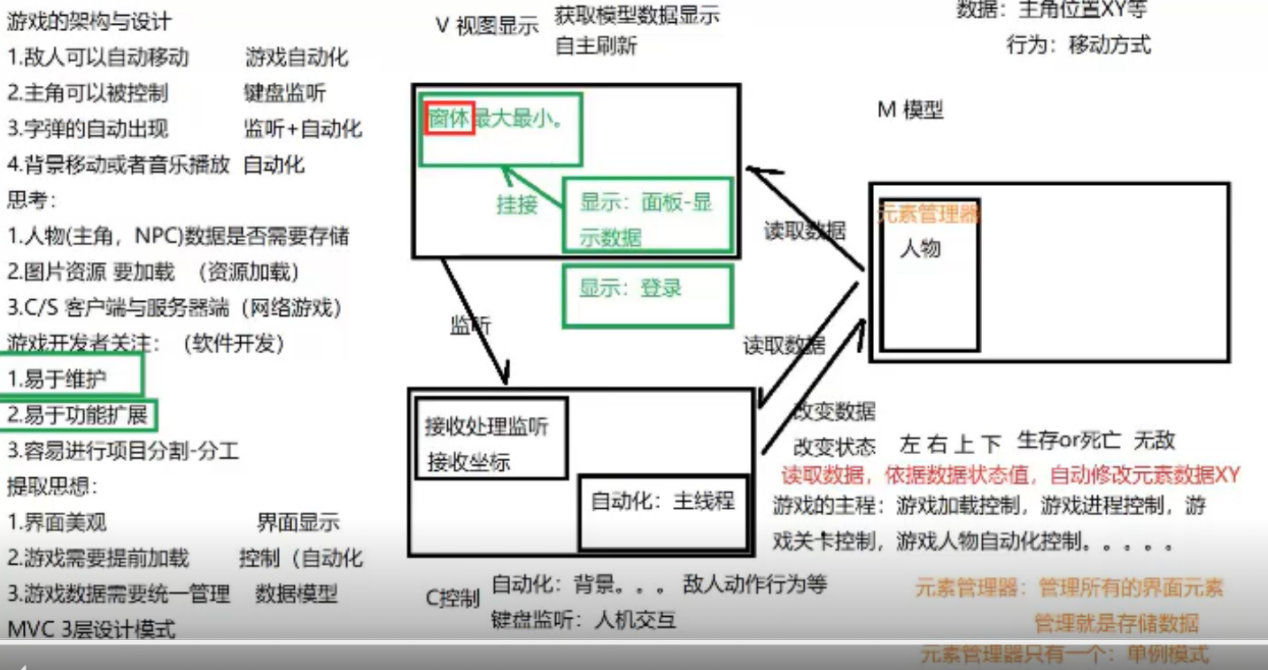 游戏的架构与设计
1.敌人可以自动移动 游戏自动化
2.主角可以被控制 键盘监听
3.字弹的自动出现 监听+自动化
4.背景移动或者音乐播放 自动化
思考：
1.人物(主角，NPC)数据是否需要存储
2.图片资源 要加载 （资源加载）
3.C/S 客户端与服务器端（网络游戏）
游戏开发者关注：（软件开发）
1.易于维护
2.易于功能扩展
3.容易进行项目分割-分工
提取思想：
1.界面美观 界面显示
2.游戏需要提前加载 控制（自动化
3.游戏数据需要统一管理 数据模型
MVC 3层设计模式
V 视图显示
获取模型数据显示
自主刷新
窗体最大最小。
挂接
显示：面板-显
示数据
显示：登录
监听
接收处理监听
接收坐标
自动化：主线程
C控制
自动化：背景。。。 敌人动作行为等
键盘监听：人机交互
数据：主角位置XY等
行为：移动方式
M 模型
元素管理器
人物
读取数据
读取数据
改变数据
改变状态 左 右 上 下 生存or死亡 无敌
读取数据，依据数据状态值，自动修改元素数据XY
游戏的主程：游戏加载控制，游戏进程控制，游
戏关卡控制，游戏人物自动化控制。。。。。
元素管理器：管理所有的界面元素
管理就是存储数据
元素管理器只有一个：单例模式